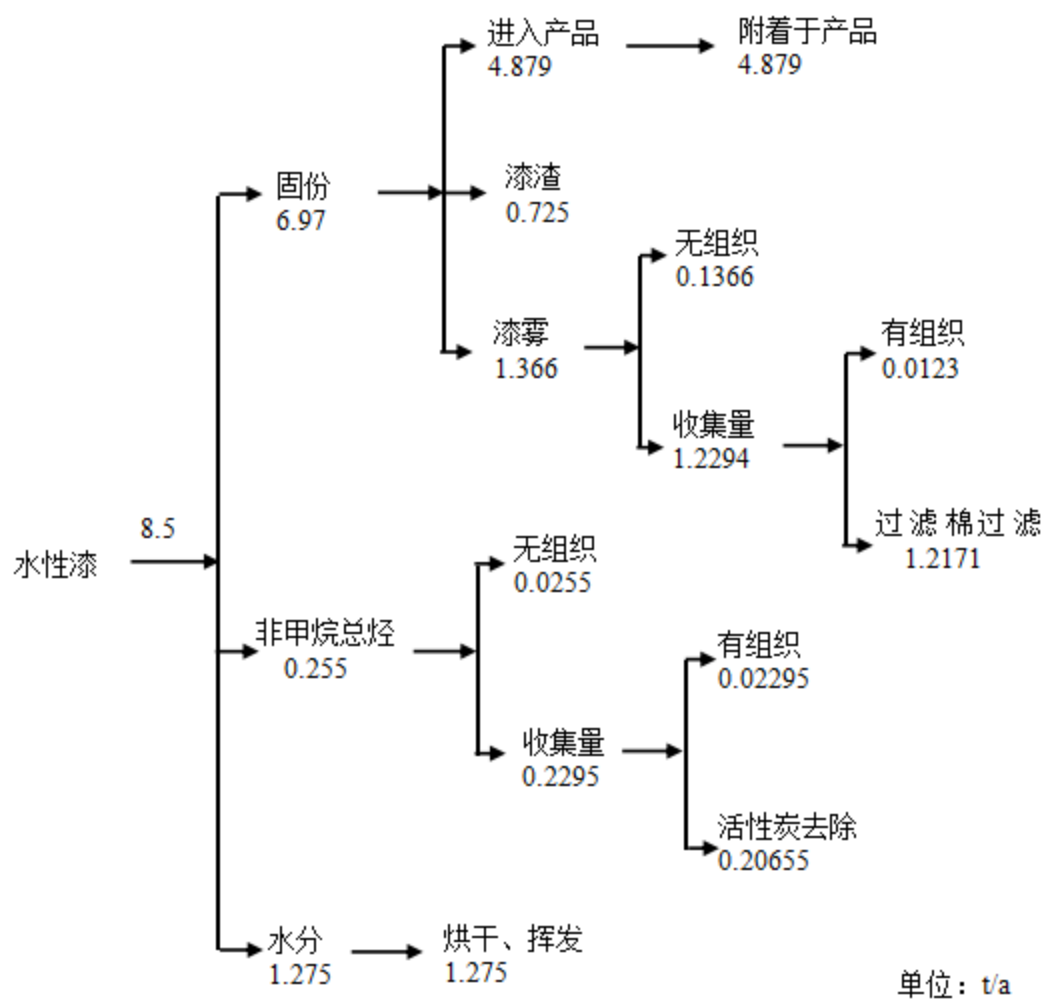 进入产品
4.879
附着于产品
4.879
固份
6.97
漆渣
0.725
无组织
0.1366
漆雾
1.366
有组织
0.0123
收集量
1.2294
过滤棉过滤
1.2171
8.5
水性漆
无组织
0.0255
非甲烷总烃
0.255
有组织
0.02295
收集量
0.2295
活性炭去除
0.20655
水分
1.275
烘干、挥发
1.275
单位：t/a